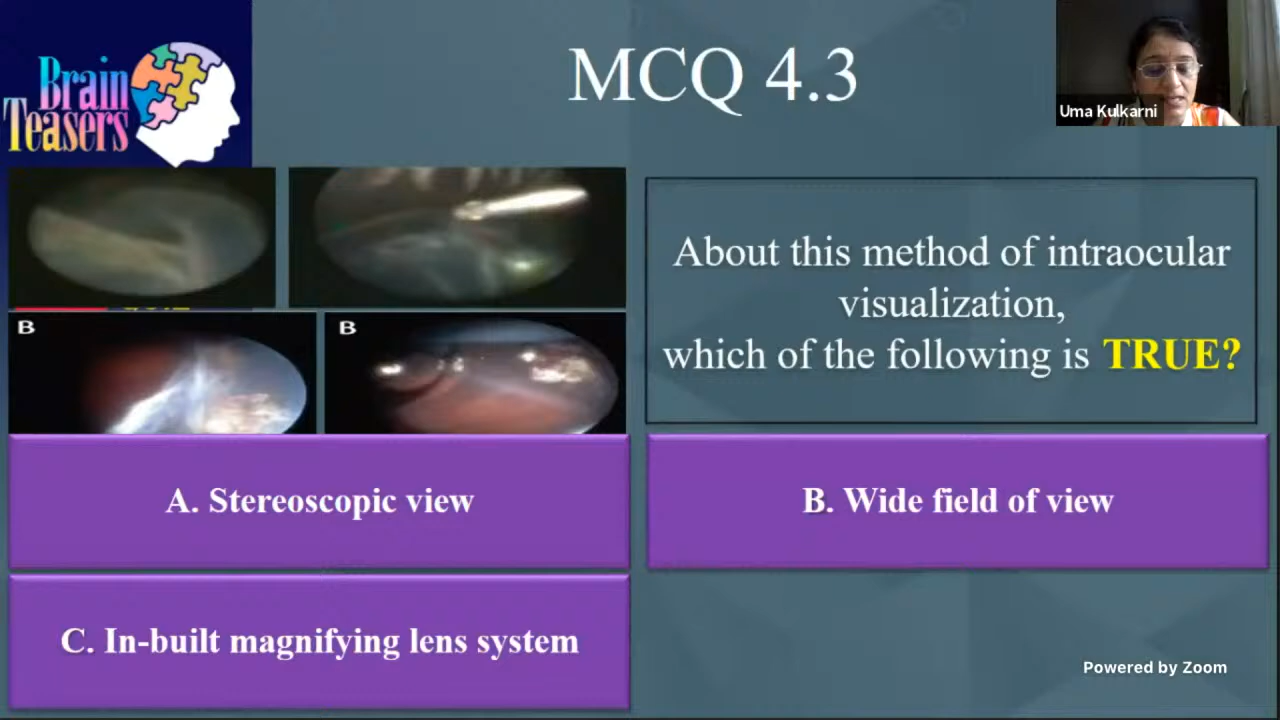 Brain
Teasers
MCQ 4.3
Uma Kulkarni
B
B
About this method of intraocular
visualization,
which of the following is TRUE?
A. Stereoscopic view
B. Wide field of view
C. In-built magnifying lens system
Powered by Zoom